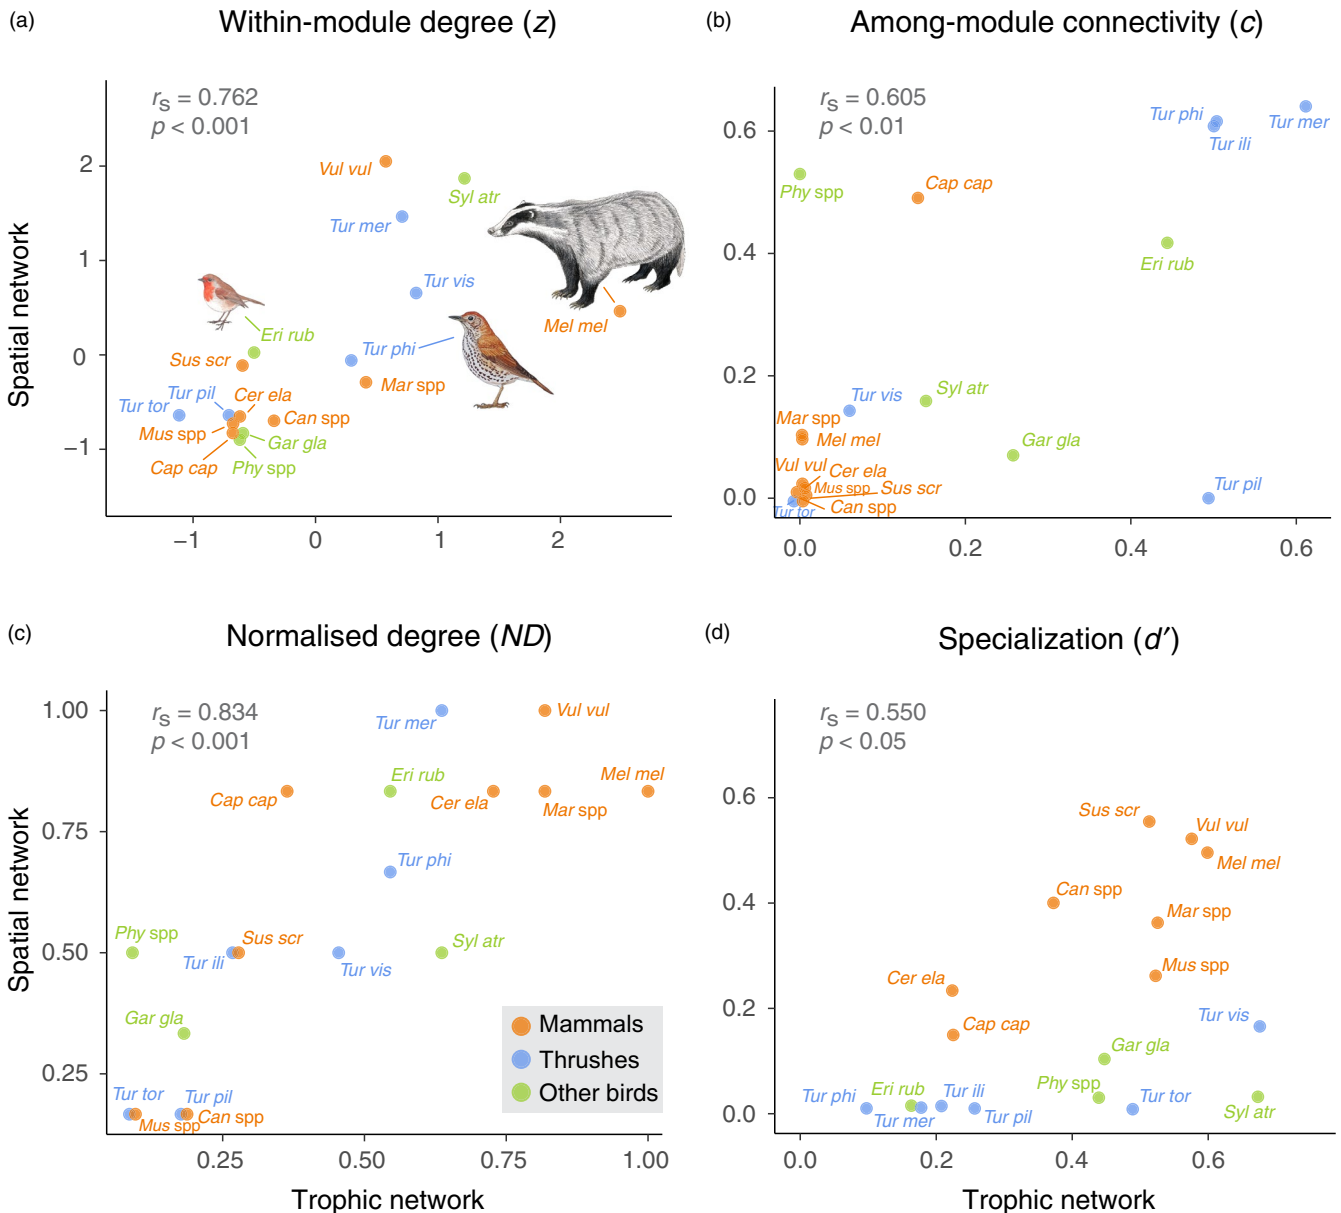 (a)
Within-module degree (z)
rs = 0.762
p < 0.001
Spatial network
2
1
0
−1
−1
0
1
2
Vul vul
Syl atr
Tur mer
Tur vis
Mel mel
Eri rub
Sus scr
Tur phi
Mar spp
Tur pil
Cer ela
Tur tor
Can spp
Mus spp
Gar gla
Cap cap
Phy spp
(b)
Among-module connectivity (c)
rs = 0.605
p < 0.01
0.6
0.4
0.2
0.0
0.0
0.2
0.4
0.6
Tur phi
Tur mer
Tur ili
Phy spp
Cap cap
Eri rub
Tur vis
Syl atr
Mar spp
Mel mel
Gar gla
Vul vul
Cer ela
Mus spp
Sus scr
Tur pil
Can spp
Tur tor
(c)
Normalised degree (ND)
rs = 0.834
p < 0.001
Spatial network
1.00
0.75
0.50
0.25
0.25
0.50
0.75
1.00
Trophic network
Vul vul
Tur mer
Mel mel
Eri rub
Cap cap
Cer ela
Mar spp
Tur phi
Phy spp
Sus scr
Syl atr
Tur ili
Tur vis
Gar gla
Tur tor
Tur pil
Mus spp
Can spp
Mammals
Thrushes
Other birds
(d)
Specialization (d′)
rs = 0.550
p < 0.05
0.6
0.4
0.2
0.0
0.0
0.2
0.4
0.6
Trophic network
Sus scr
Vul vul
Mel mel
Can spp
Mar spp
Mus spp
Cer ela
Tur vis
Cap cap
Gar gla
Phy spp
Tur phi
Eri rub
Tur ili
Tur tor
Tur mer
Tur pil
Syl atr